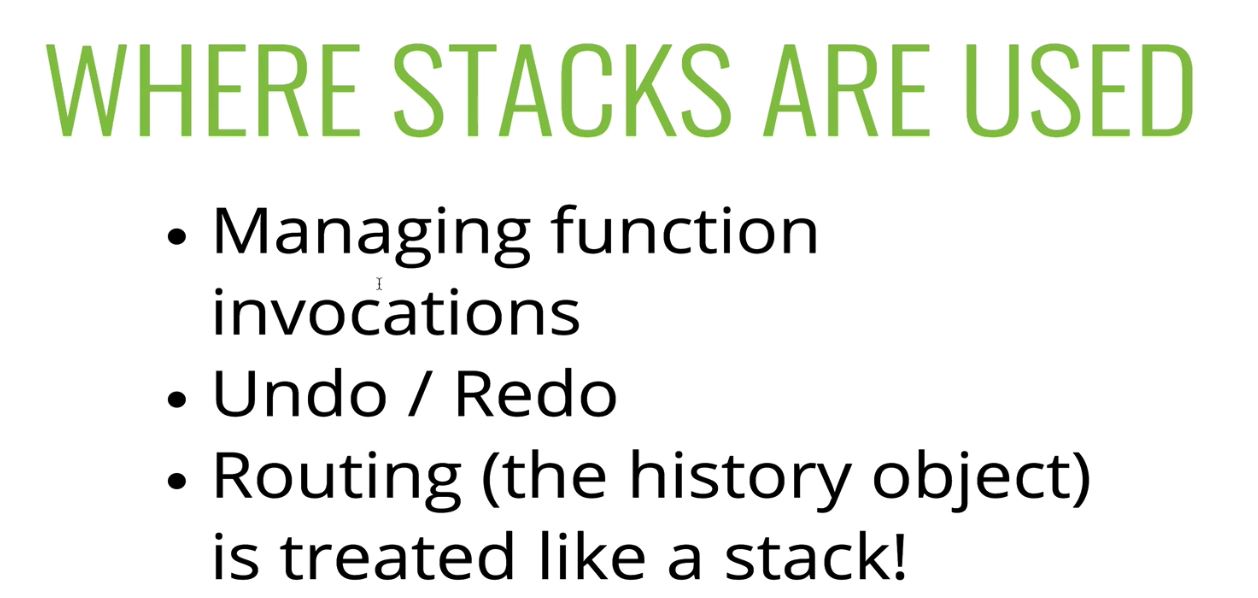 WHERE STACKS ARE USED
• Managing function
invocations
• Undo / Redo
• Routing (the history object)
is treated like a stack!